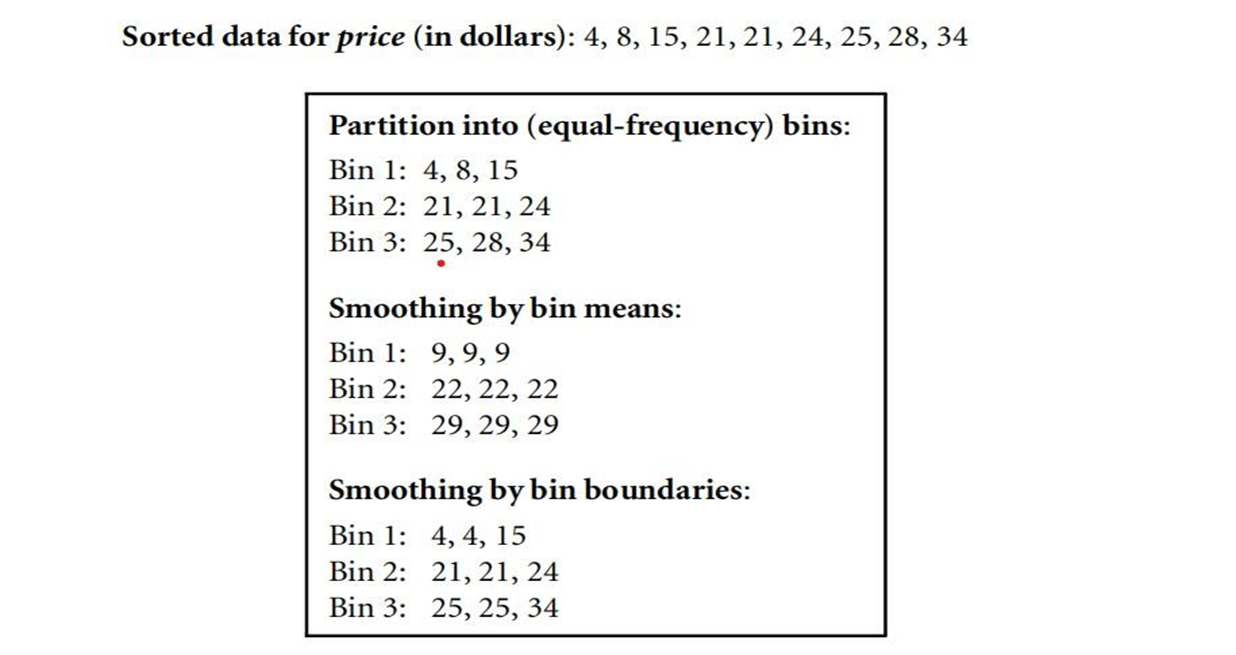 Sorted data for price (in dollars): 4, 8, 15, 21, 21, 24, 25, 28, 34
Partition into (equal-frequency) bins:
Bin 1: 4, 8, 15
Bin 2: 21, 21, 24
Bin 3: 25, 28, 34
Smoothing by bin means:
Bin 1: 9, 9, 9
Bin 2: 22, 22, 22
Bin 3: 29, 29, 29
Smoothing by bin boundaries:
Bin 1: 4, 4, 15
Bin 2: 21, 21, 24
Bin 3: 25, 25, 34